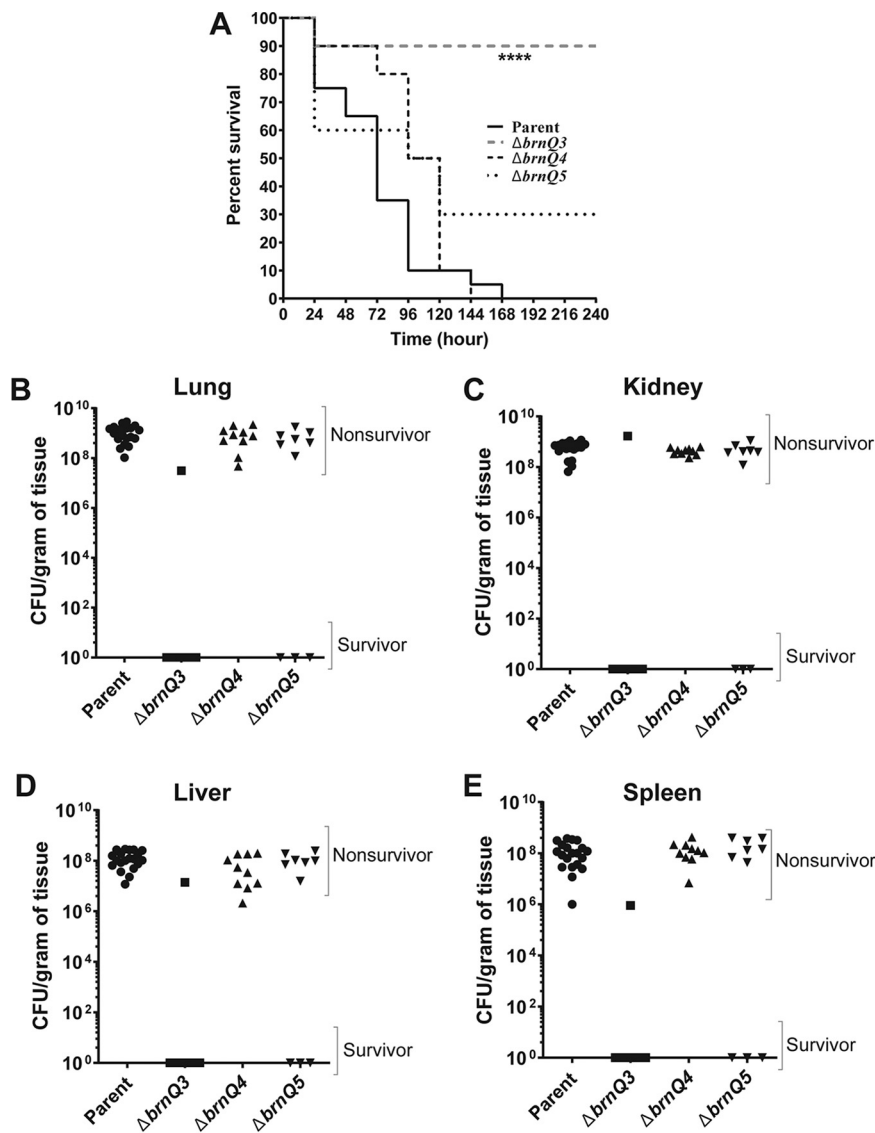 A
Percent survival
100
90
80
70
60
50
40
30
20
10
0
0 24 48 72 96 120 144 168 192 216 240
Time (hour)
****
Parent
ΔbrnQ3
ΔbrnQ4
ΔbrnQ5
B
Lung
CFU/gram of tissue
10^10
10^8
10^6
10^4
10^2
10^0
Nonsurvivor
Survivor
Parent
ΔbrnQ3
ΔbrnQ4
ΔbrnQ5
C
Kidney
CFU/gram of tissue
10^10
10^8
10^6
10^4
10^2
10^0
Nonsurvivor
Survivor
Parent
ΔbrnQ3
ΔbrnQ4
ΔbrnQ5
D
Liver
CFU/gram of tissue
10^10
10^8
10^6
10^4
10^2
10^0
Nonsurvivor
Survivor
Parent
ΔbrnQ3
ΔbrnQ4
ΔbrnQ5
E
Spleen
CFU/gram of tissue
10^10
10^8
10^6
10^4
10^2
10^0
Nonsurvivor
Survivor
Parent
ΔbrnQ3
ΔbrnQ4
ΔbrnQ5